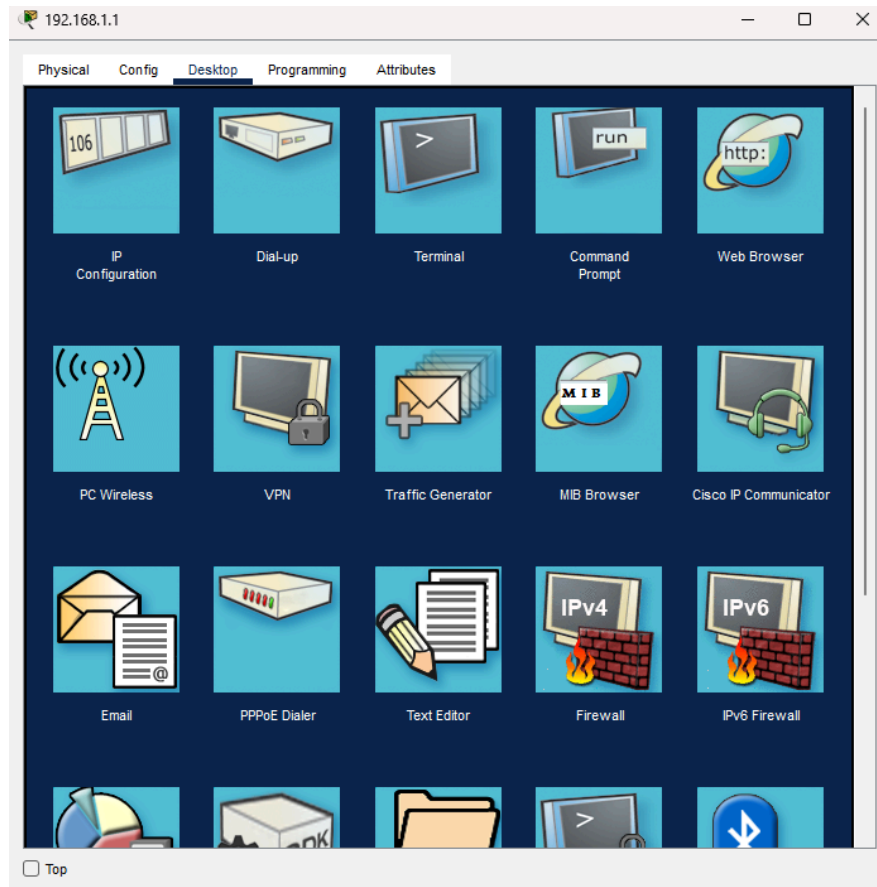 192.168.1.1
Physical Config Desktop Programming Attributes
106
>
run
http:
IP
Configuration
Dial-up
Terminal
Command
Prompt
Web Browser
MIB
PC Wireless
VPN
Traffic Generator
MIB Browser
Cisco IP Communicator
@
IPv4
IPv6
Email
PPPoE Dialer
Text Editor
Firewall
IPv6 Firewall
>
Top